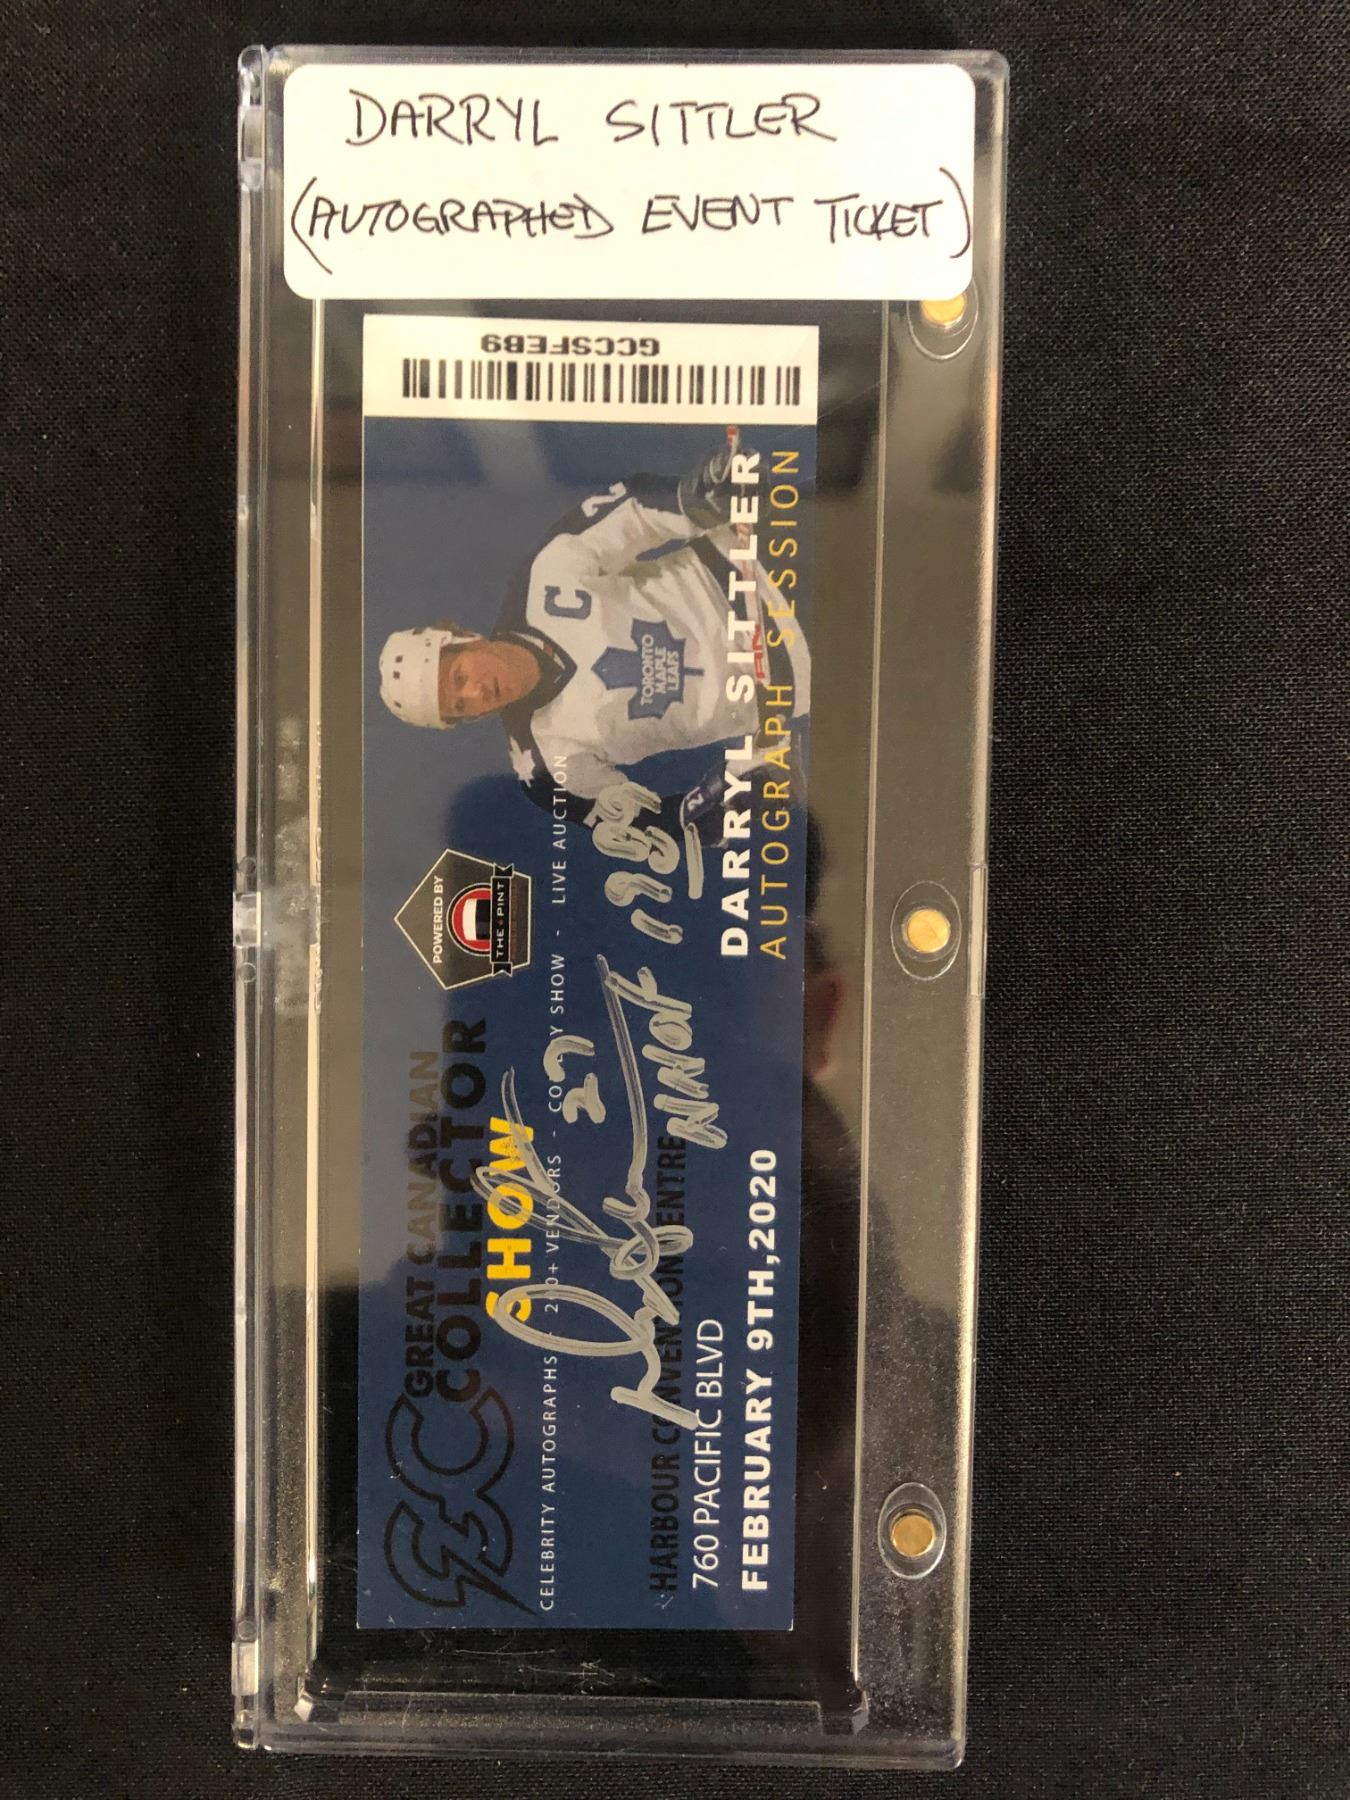 DARRYL SITTLER
(AUTOGRAPHED EVENT TICKET)
GCCSFEB9
GREAT CANADIAN
COLLECTOR
SHOW
POWERED BY
THE PINT
CELEBRITY AUTOGRAPHS - 200+ VENDORS - COMEDY SHOW - LIVE AUCTION
C
TORONTO
MAPLE
LEAFS
27
HHOF 1989
HARBOUR CONVENTION CENTRE
760 PACIFIC BLVD
FEBRUARY 9TH,2020
DARRYL SITTLER
AUTOGRAPH SESSION